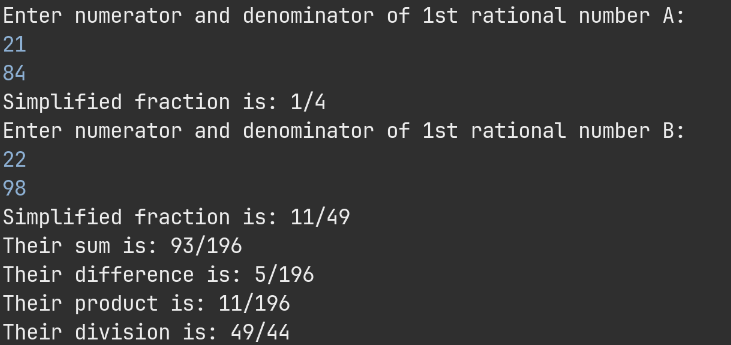 Enter numerator and denominator of 1st rational number A:
21
84
Simplified fraction is: 1/4
Enter numerator and denominator of 1st rational number B:
22
98
Simplified fraction is: 11/49
Their sum is: 93/196
Their difference is: 5/196
Their product is: 11/196
Their division is: 49/44